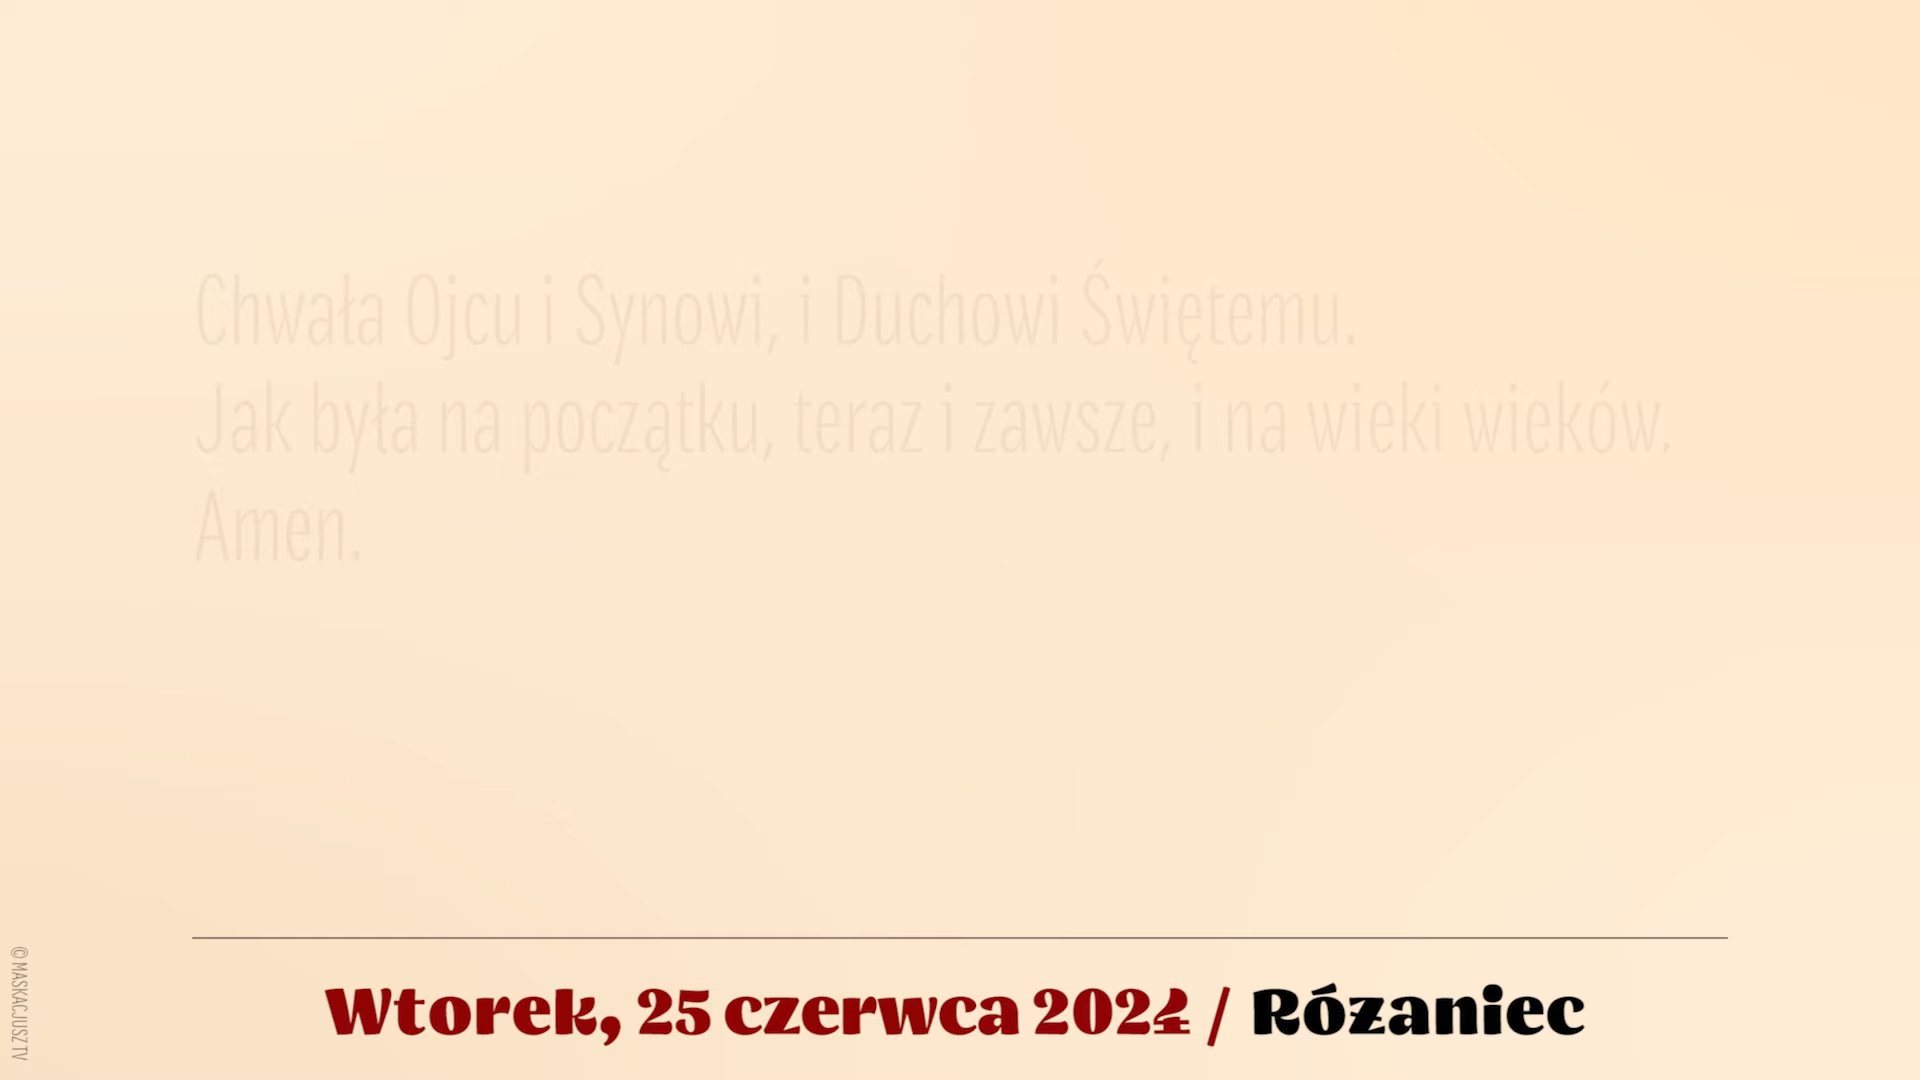 Chwała Ojcu i Synowi, i Duchowi Świętemu.
Jak była na początku, teraz i zawsze, i na wieki wieków.
Amen.
Wtorek, 25 czerwca 2024 / Różaniec
© MASKACJUSZ TV